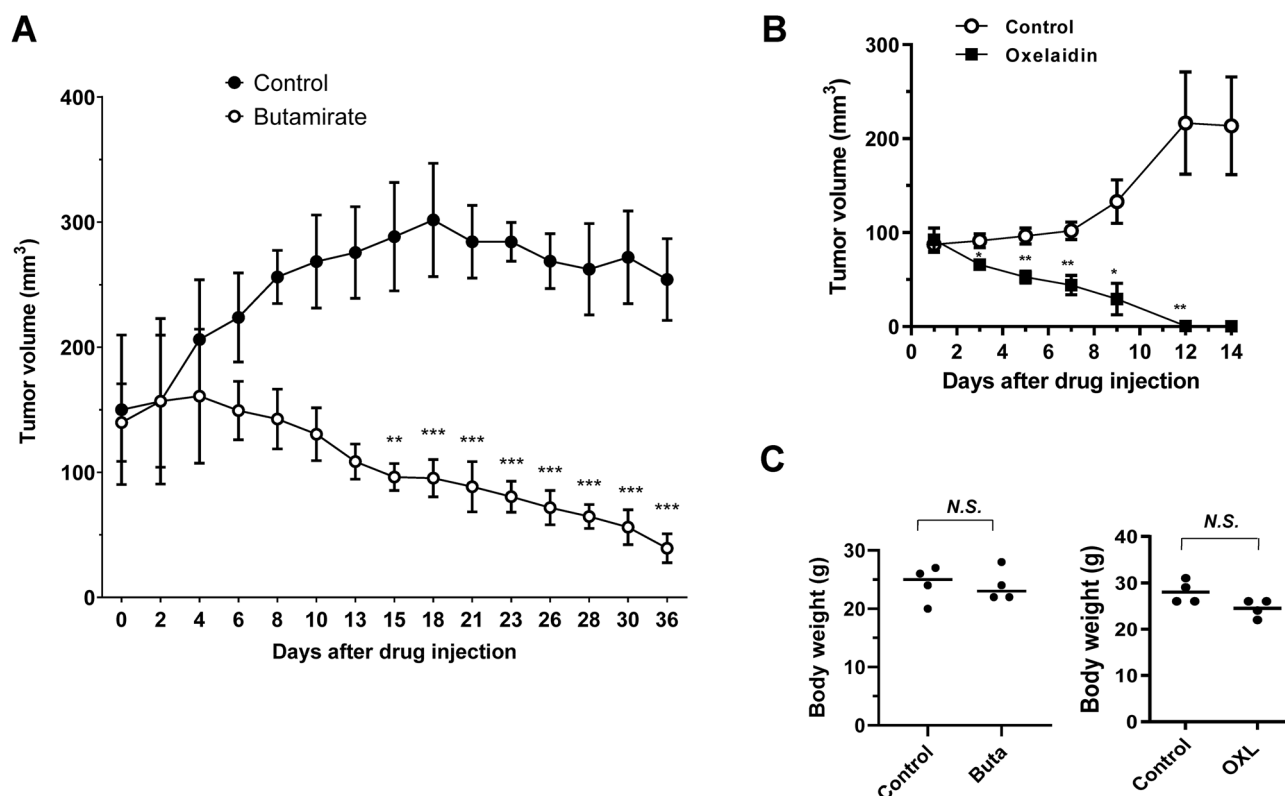 A
Control
Butamirate
Tumor volume (mm³)
400
300
200
100
0
** *** *** *** *** *** *** ***
0 2 4 6 8 10 13 15 18 21 23 26 28 30 36
Days after drug injection
B
Control
Oxelaidin
Tumor volume (mm³)
300
200
100
0
* ** ** * **
0 2 4 6 8 10 12 14
Days after drug injection
C
N.S.
Body weight (g)
30
20
10
0
Control Buta
N.S.
Body weight (g)
40
30
20
10
0
Control OXL